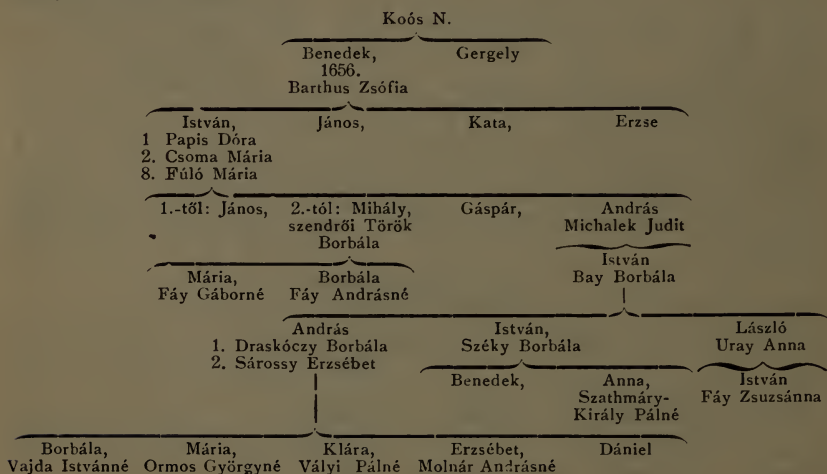 Koós N.
Benedek, Gergely
1656.
Barthus Zsófia
István, János, Kata, Erzse
1 Papis Dóra
2. Csoma Mária
8. Fúló Mária
1.-től: János, 2.-tól: Mihály, Gáspár, András
szendrői Török Michalek Judit
Borbála
István
Mária, Borbála Bay Borbála
Fáy Gáborné Fáy Andrásné
András István, László
1. Draskóczy Borbála Széky Borbála Uray Anna
2. Sárossy Erzsébet
Benedek, Anna, István
Szathmáry- Fáy Zsuzsánna
Király Pálné
Borbála, Mária, Klára, Erzsébet, Dániel
Vajda Istvánné Ormos Györgyné Vályi Pálné Molnár Andrásné